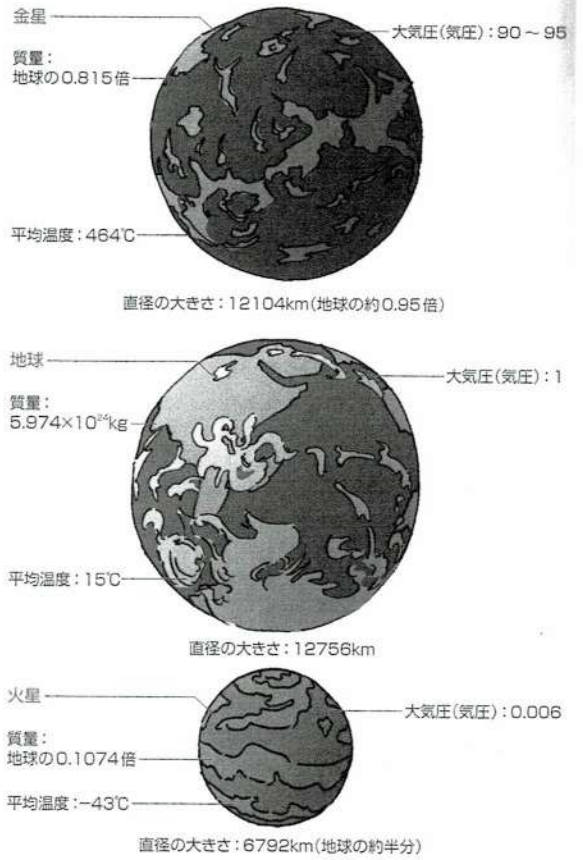 金星
大気圧(気圧):90～95
質量:
地球の0.815倍
平均温度:464℃
直径の大きさ:12104km(地球の約0.95倍)
地球
大気圧(気圧):1
質量:
5.974×10²⁴kg
平均温度:15℃
直径の大きさ:12756km
火星
大気圧(気圧):0.006
質量:
地球の0.1074倍
平均温度:−43℃
直径の大きさ:6792km(地球の約半分)